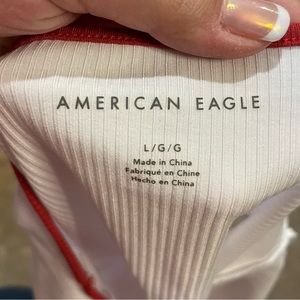 AMERICAN EAGLE
L/G/G
Made in China
Fabriqué en Chine
Hecho en China